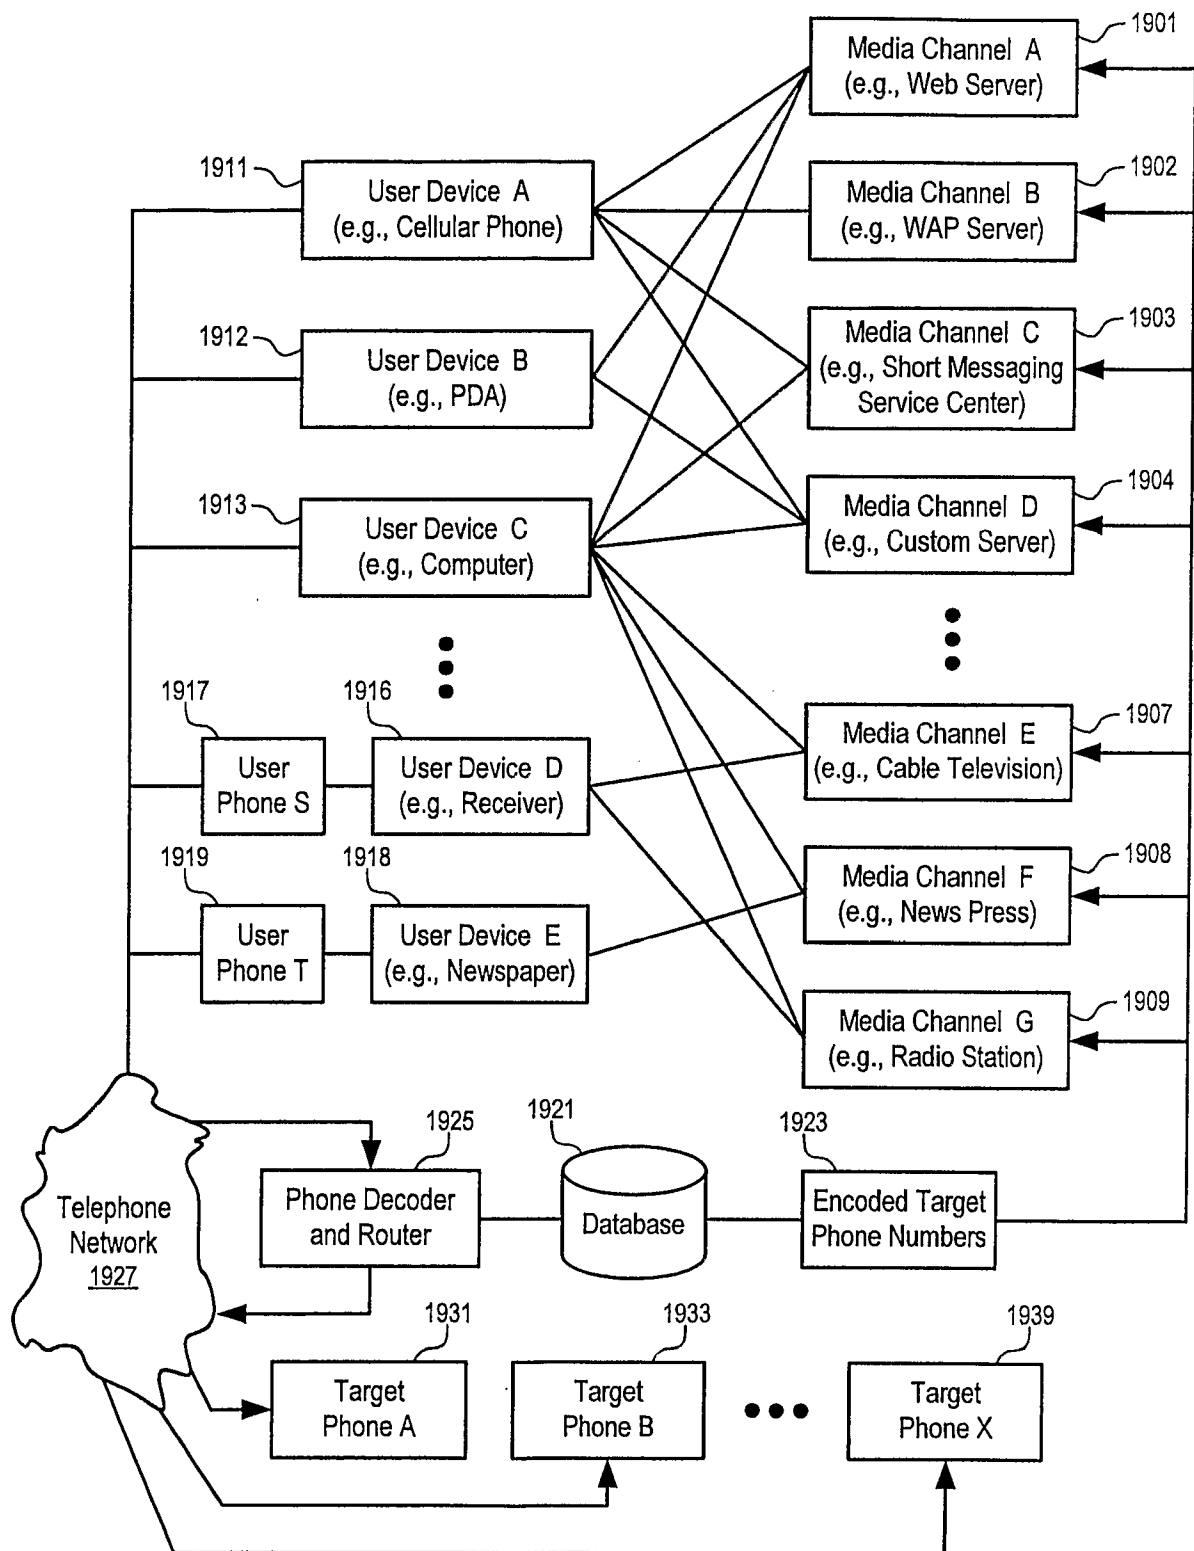 1901
Media Channel A
(e.g., Web Server)
1911
User Device A
(e.g., Cellular Phone)
1902
Media Channel B
(e.g., WAP Server)
1912
User Device B
(e.g., PDA)
1903
Media Channel C
(e.g., Short Messaging
Service Center)
1913
User Device C
(e.g., Computer)
1904
Media Channel D
(e.g., Custom Server)
1917
User
Phone S
1916
User Device D
(e.g., Receiver)
1907
Media Channel E
(e.g., Cable Television)
1919
User
Phone T
1918
User Device E
(e.g., Newspaper)
1908
Media Channel F
(e.g., News Press)
1909
Media Channel G
(e.g., Radio Station)
Telephone
Network
1927
1925
Phone Decoder
and Router
1921
Database
1923
Encoded Target
Phone Numbers
1931
Target
Phone A
1933
Target
Phone B
1939
Target
Phone X